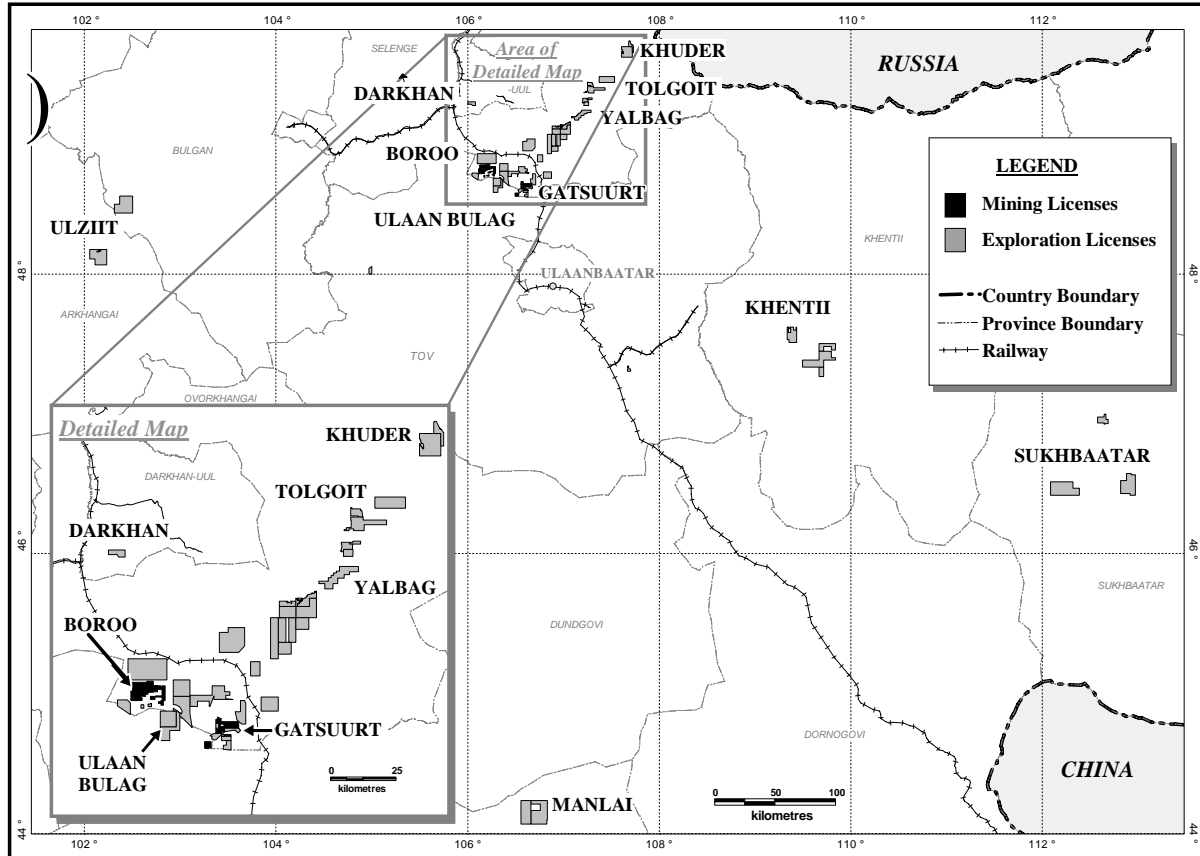 102 °
104 °
106 °
108 °
110 °
112 °
)
SELENGE
Area of
Detailed Map
-UUL
KHUDER
RUSSIA
DARKHAN
TOLGOIT
YALBAG
BULGAN
BOROO
GATSUURT
ULAAN BULAG
ULZIIT
KHENTII
LEGEND
Mining Licenses
Exploration Licenses
Country Boundary
Province Boundary
Railway
48 °
48 °
ULAANBAATAR
ARKHANGAI
KHENTII
TOV
OVORKHANGAI
Detailed Map
KHUDER
DARKHAN-UUL
TOLGOIT
DARKHAN
YALBAG
BOROO
GATSUURT
ULAAN
BULAG
0 25
kilometres
SUKHBAATAR
46 °
46 °
SUKHBAATAR
DUNDGOVI
DORNOGOVI
CHINA
MANLAI
0 50 100
kilometres
44 °
44 °
102 °
104 °
106 °
108 °
110 °
112 °